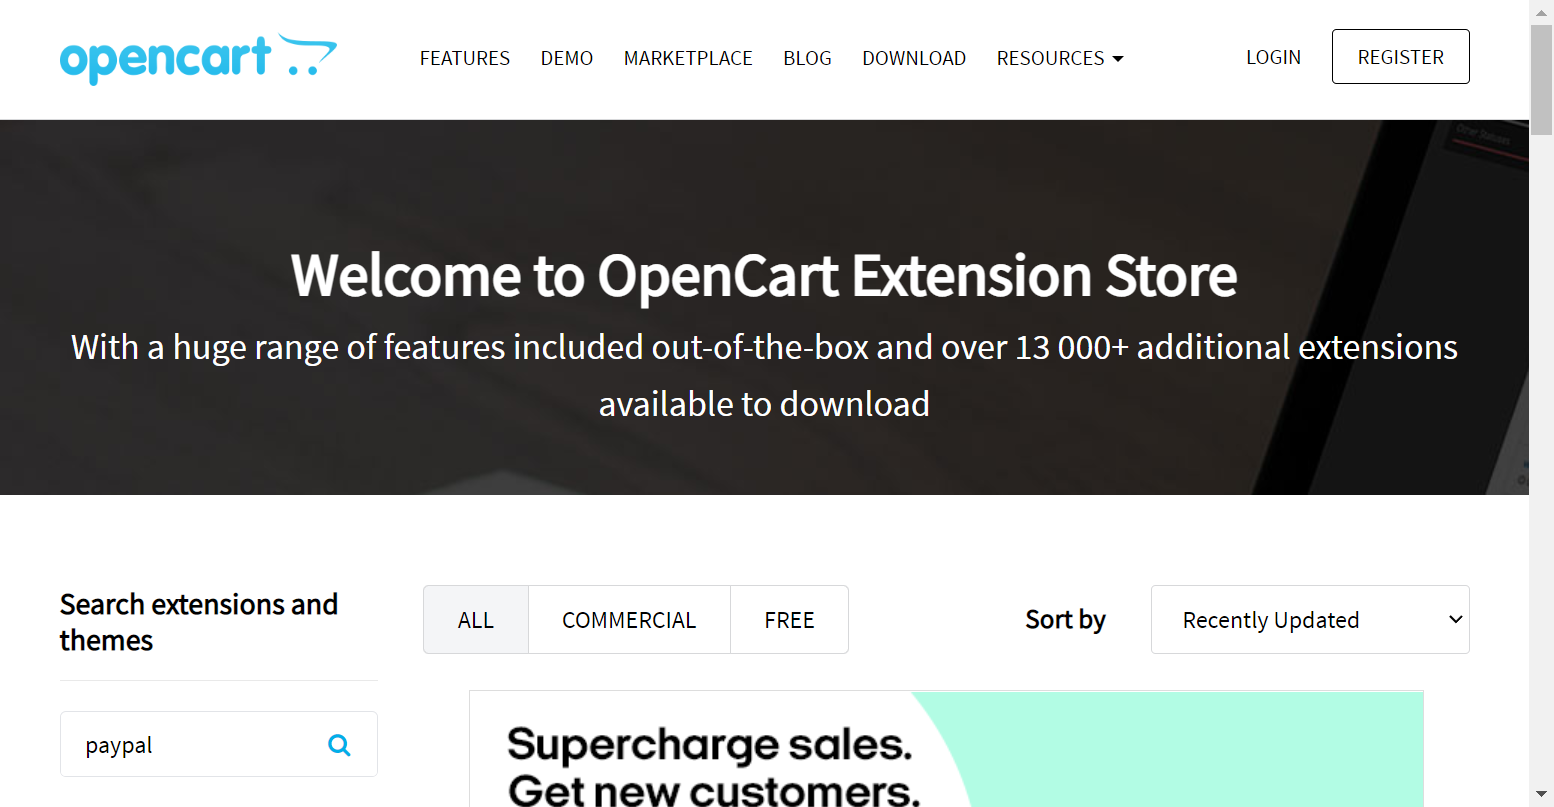 opencart
FEATURES DEMO MARKETPLACE BLOG DOWNLOAD RESOURCES LOGIN REGISTER
Other Statuses
Welcome to OpenCart Extension Store
With a huge range of features included out-of-the-box and over 13 000+ additional extensions
available to download
Search extensions and
themes
ALL COMMERCIAL FREE Sort by Recently Updated
paypal
Supercharge sales.
Get new customers.